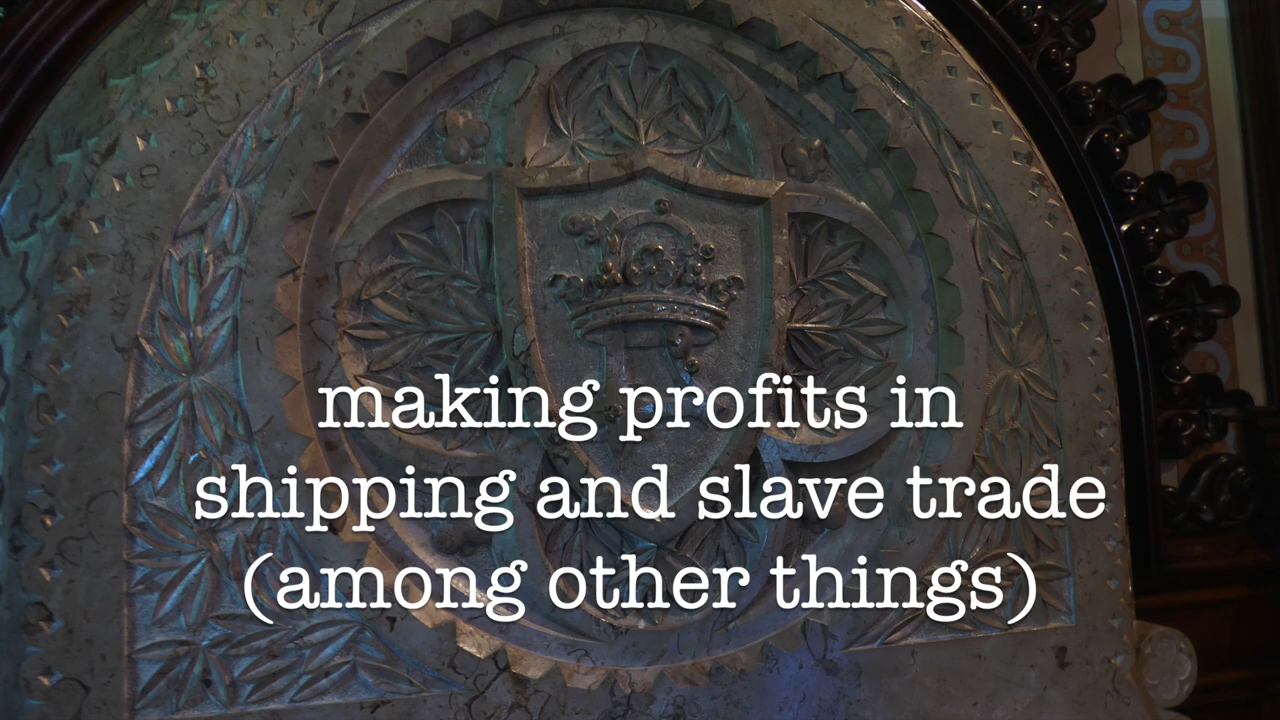 making profits in
shipping and slave trade
(among other things)